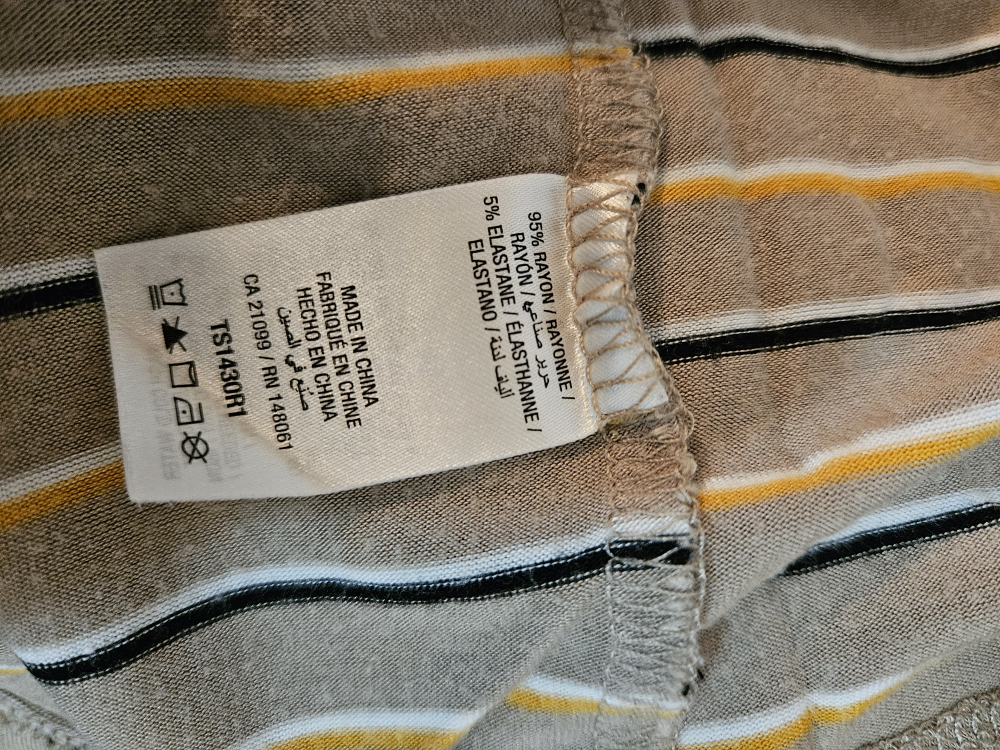 95% RAYON / RAYONNE /
RAYÓN / حرير صناعي
5% ELASTANE / ÉLASTHANNE /
ELASTANO / ألياف لدنة
MADE IN CHINA
FABRIQUÉ EN CHINE
HECHO EN CHINA
صنع في الصين
CA 21099 / RN 148061
TS1430R1